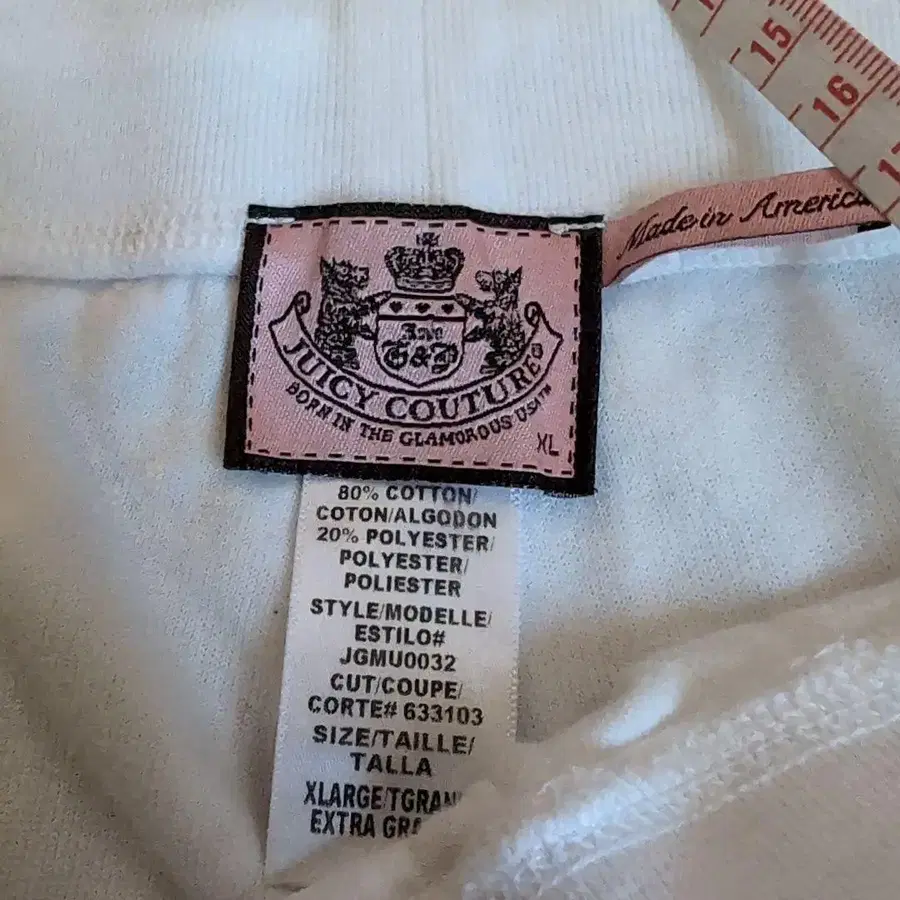 15
16
Made in America
G&P
JUICY COUTURE®
BORN IN THE GLAMOROUS USA™
XL
80% COTTON/
COTON/ALGODON
20% POLYESTER/
POLYESTER/
POLIESTER
STYLE/MODELLE/
ESTILO#
JGMU0032
CUT/COUPE/
CORTE# 633103
SIZE/TAILLE/
TALLA
XLARGE/TGRAN
EXTRA GRA